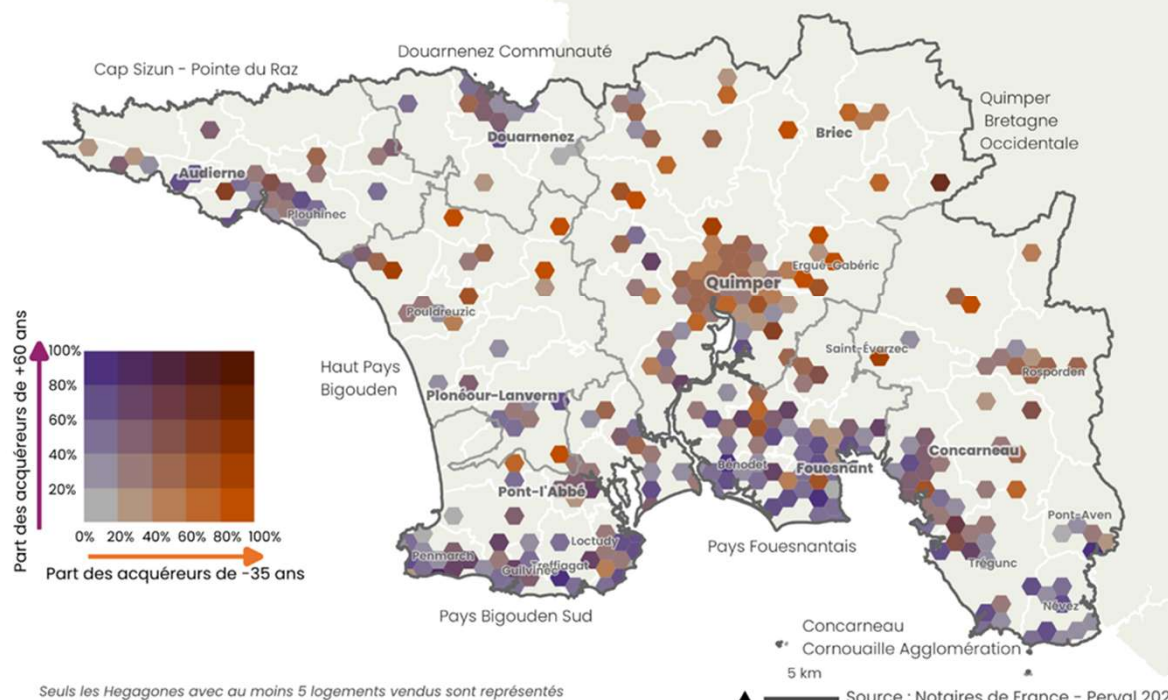 Douarnenez Communauté
Cap Sizun - Pointe du Raz
Quimper
Bretagne
Occidentale
Briec
Douarnenez
Audierne
Plouhinec
Ergué-Gabéric
Quimper
Pouldreuzic
Saint-Évarzec
Rosporden
Haut Pays
Bigouden
Plonéour-Lanvern
Concarneau
Bénodet
Fouesnant
Pont-l'Abbé
Pont-Aven
Loctudy
Penmarch
Treffiagat
Guilvinec
Trégunc
Névez
Pays Fouesnantais
Pays Bigouden Sud
Concarneau
Cornouaille Agglomération
Part des acquéreurs de +60 ans
100%
80%
60%
40%
20%
0% 20% 40% 60% 80% 100%
Part des acquéreurs de -35 ans
5 km
Seuls les Hegagones avec au moins 5 logements vendus sont représentés
Source : Notaires de France - Perval 202